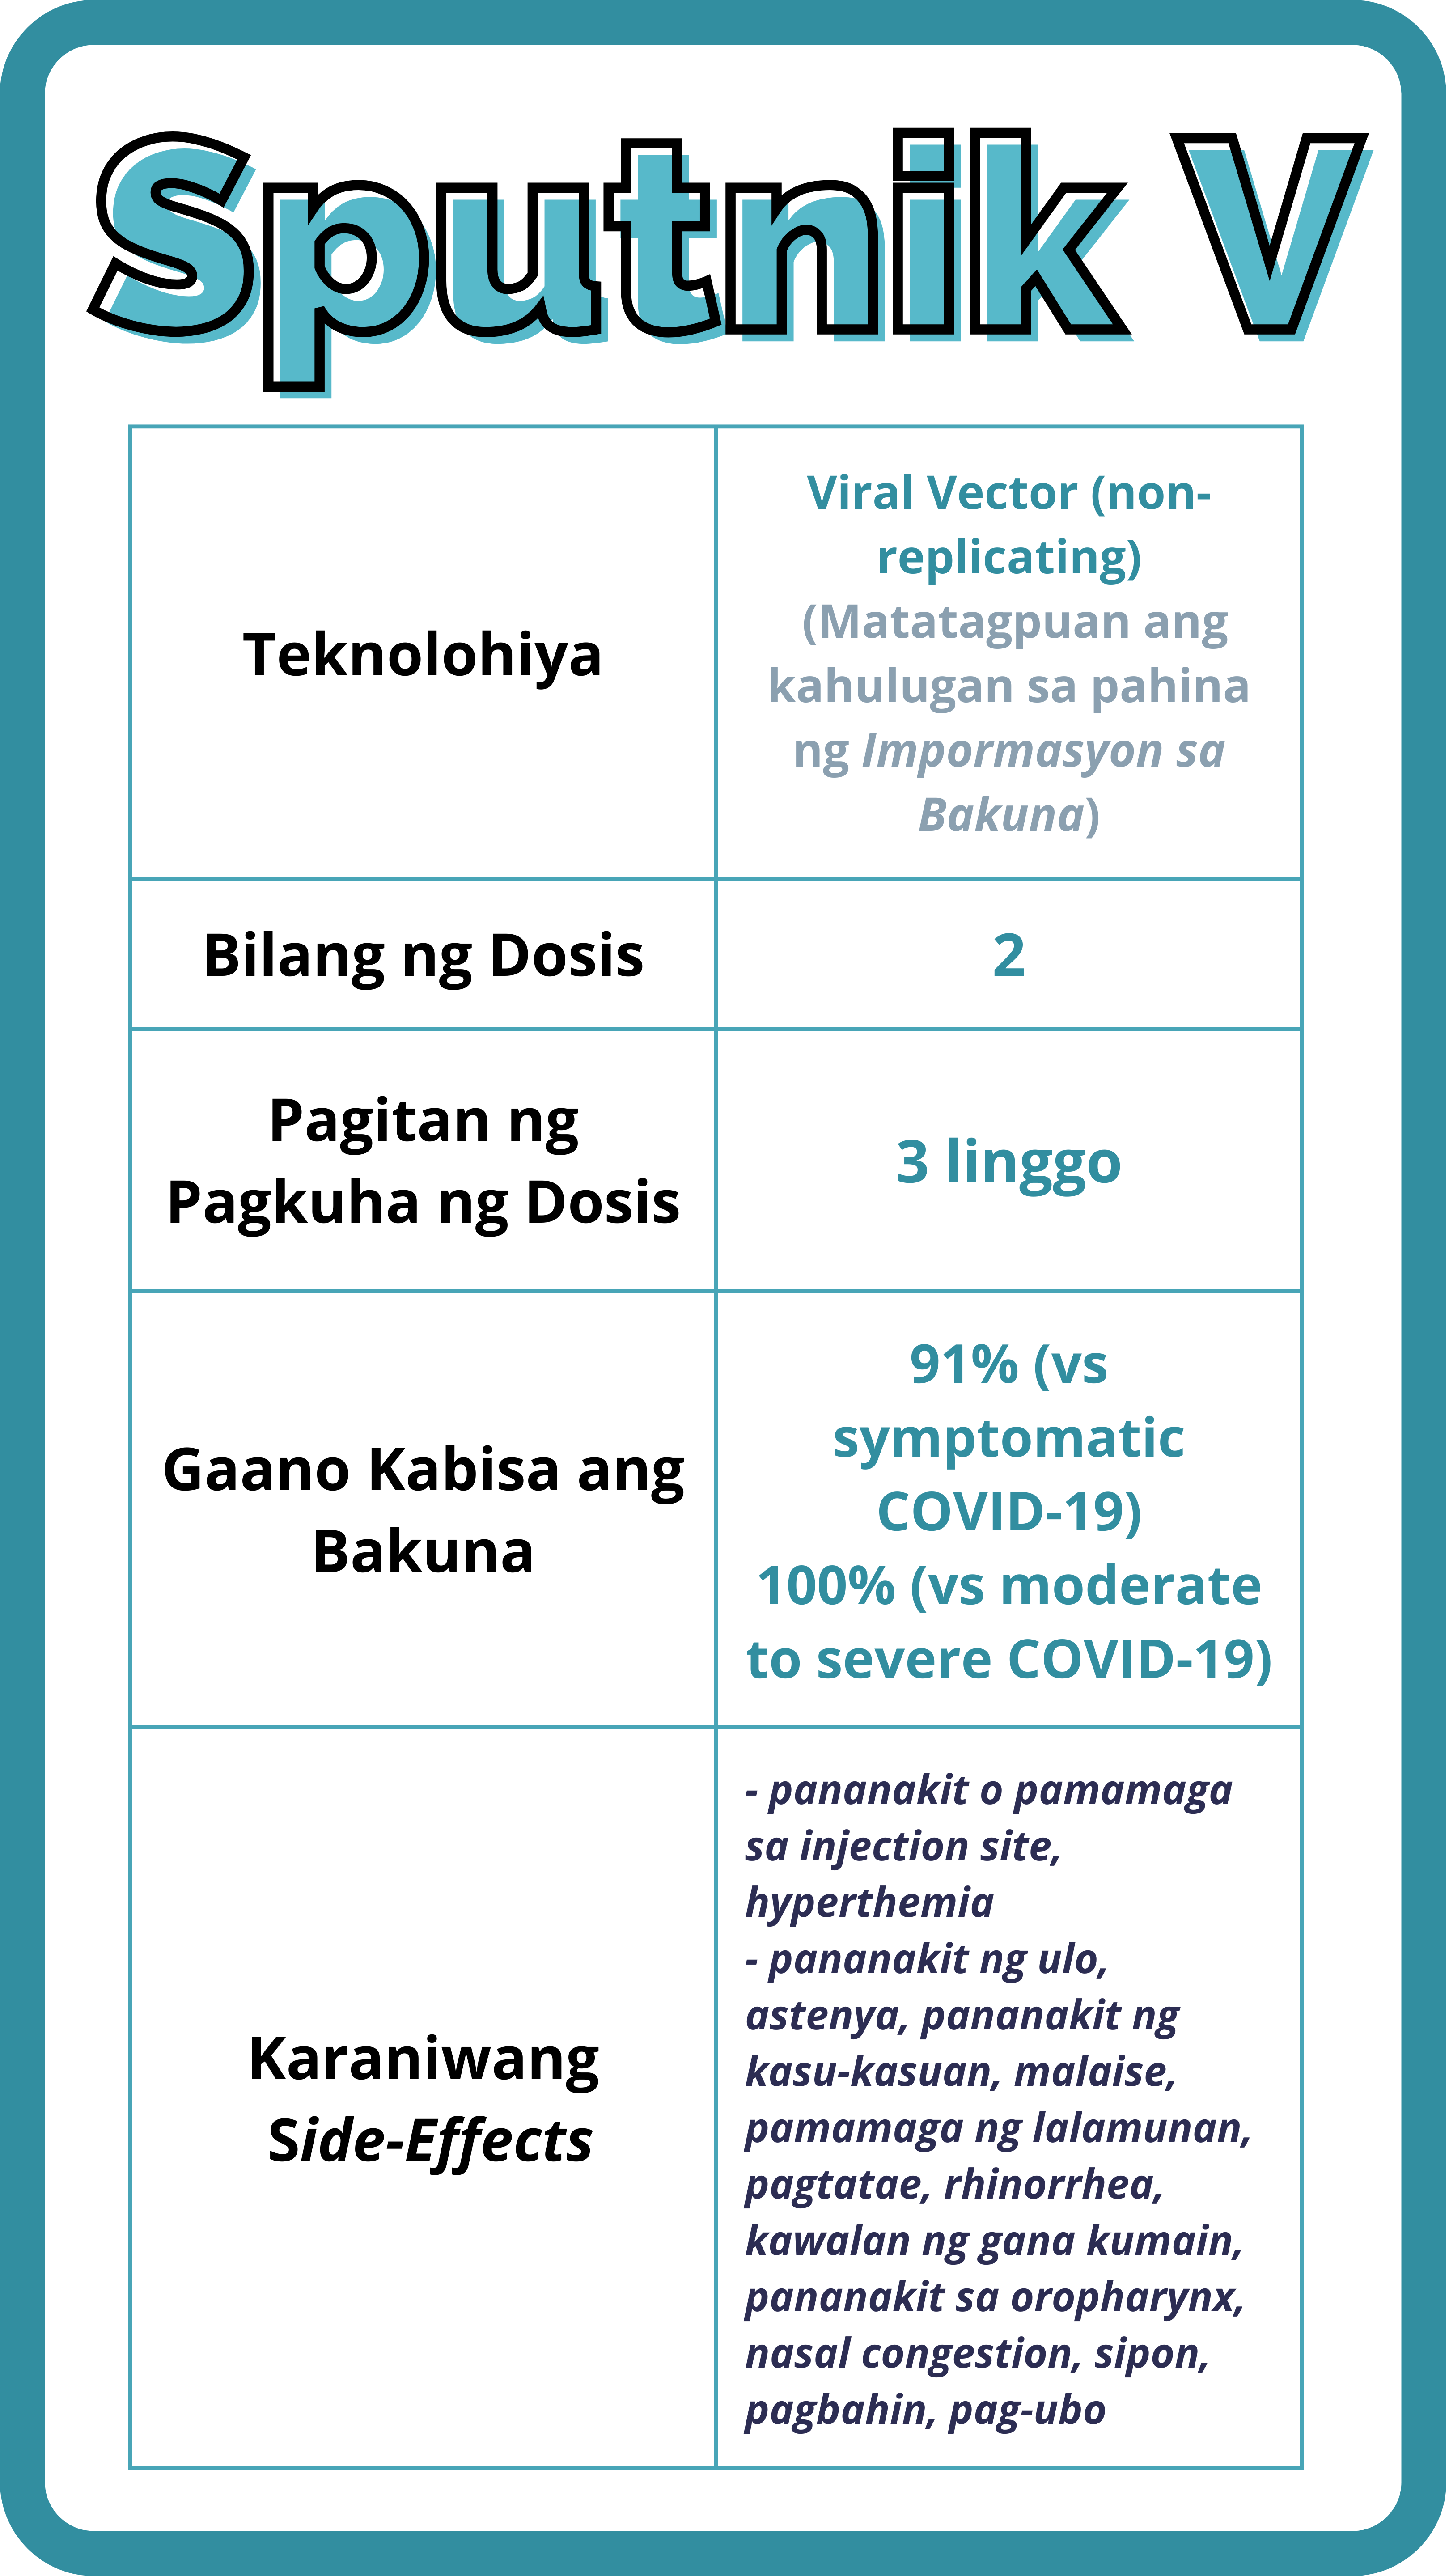 Sputnik V
Teknolohiya
Viral Vector (non-
replicating)
(Matatagpuan ang
kahulugan sa pahina
ng Impormasyon sa
Bakuna)
Bilang ng Dosis
2
Pagitan ng
Pagkuha ng Dosis
3 linggo
Gaano Kabisa ang
Bakuna
91% (vs
symptomatic
COVID-19)
100% (vs moderate
to severe COVID-19)
Karaniwang
Side-Effects
- pananakit o pamamaga
sa injection site,
hyperthemia
- pananakit ng ulo,
astenya, pananakit ng
kasu-kasuan, malaise,
pamamaga ng lalamunan,
pagtatae, rhinorrhea,
kawalan ng gana kumain,
pananakit sa oropharynx,
nasal congestion, sipon,
pagbahin, pag-ubo